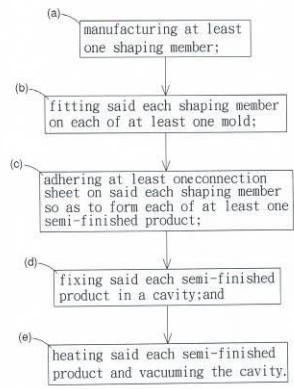 (a)
manufacturing at least
one shaping member;
(b)
fitting said each shaping member
on each of at least one mold;
(c)
adhering at least oneconnection
sheet on said each shaping member
so as to form each of at least one
semi-finished product;
(d)
fixing said each semi-finished
product in a cavity;and
(e)
heating said each semi-finished
product and vacuuming the cavity.